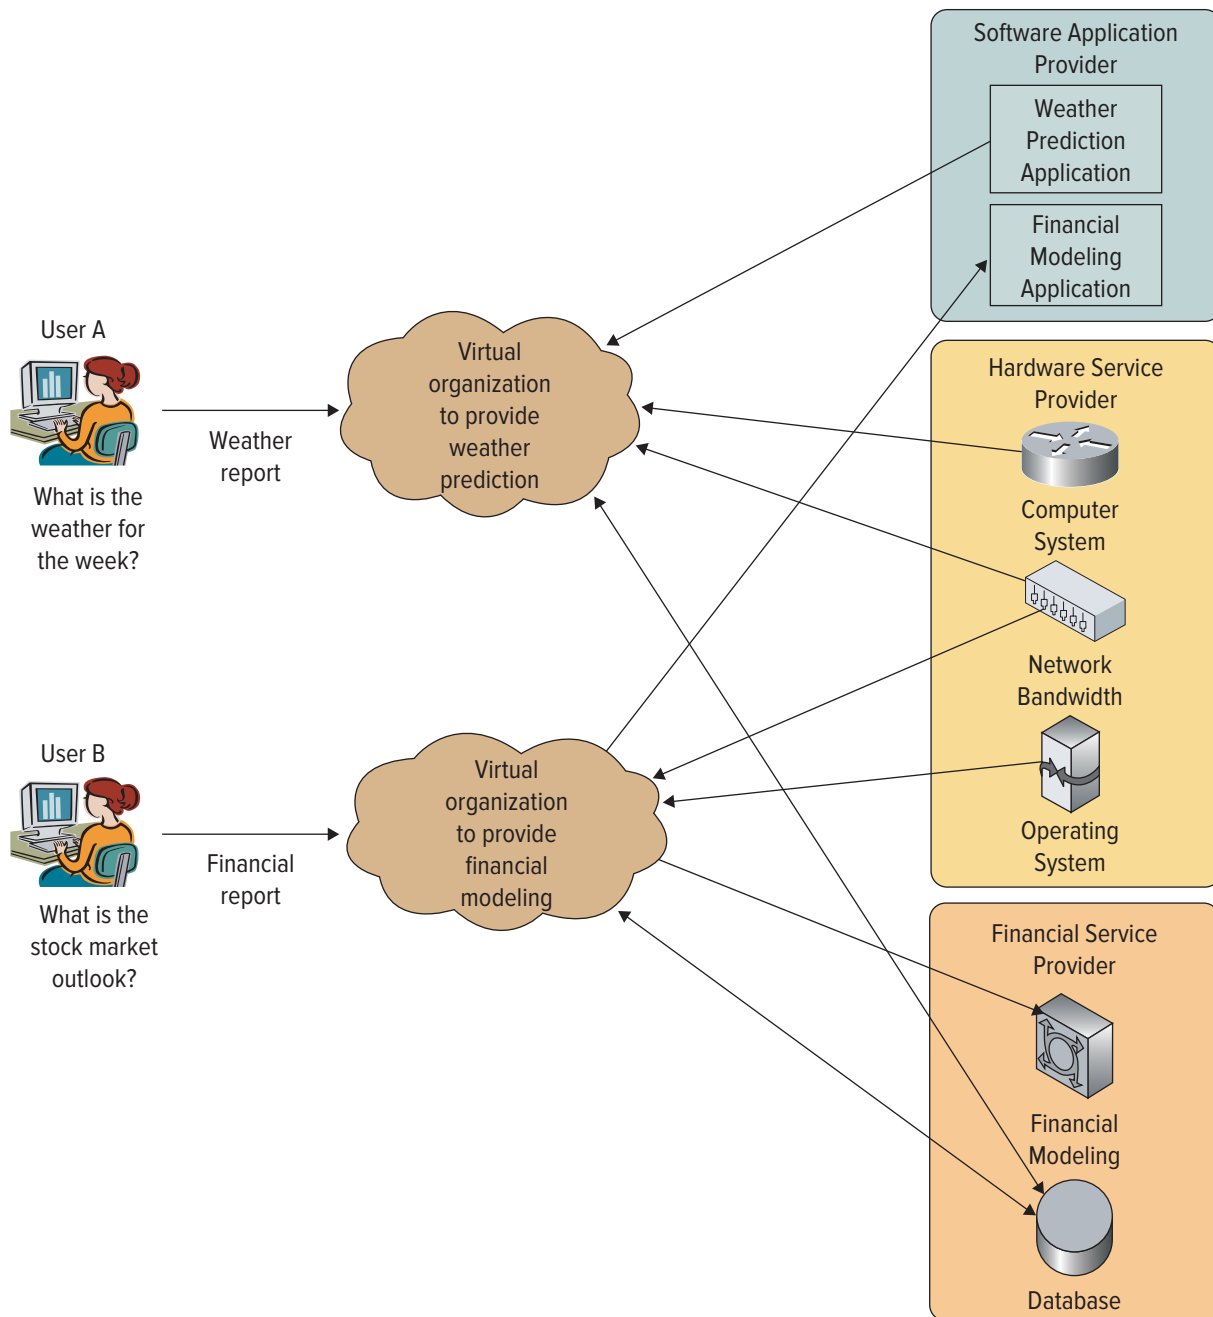 Software Application
Provider
Weather
Prediction
Application
Financial
Modeling
Application
User A
Weather
report
What is the
weather for
the week?
Virtual
organization
to provide
weather
prediction
Hardware Service
Provider
Computer
System
Network
Bandwidth
Operating
System
User B
Financial
report
What is the
stock market
outlook?
Virtual
organization
to provide
financial
modeling
Financial Service
Provider
Financial
Modeling
Database